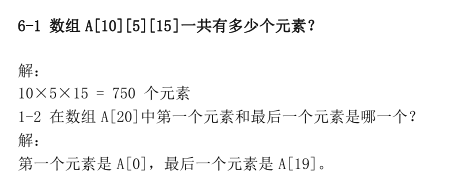 6-1 数组 A[10][5][15]一共有多少个元素？
解：
10×5×15 = 750 个元素
1-2 在数组 A[20]中第一个元素和最后一个元素是哪一个？
解：
第一个元素是 A[0]，最后一个元素是 A[19]。